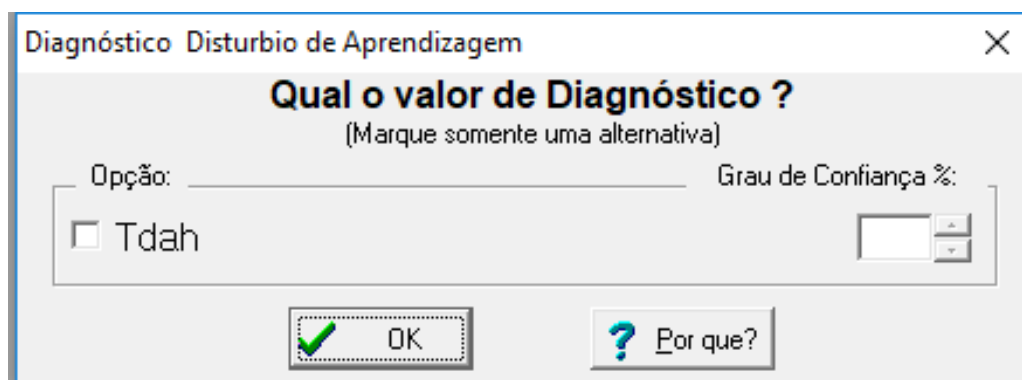 Diagnóstico Disturbio de Aprendizagem
Qual o valor de Diagnóstico ?
(Marque somente uma alternativa)
Opção: Grau de Confiança %:
Tdah
OK Por que?